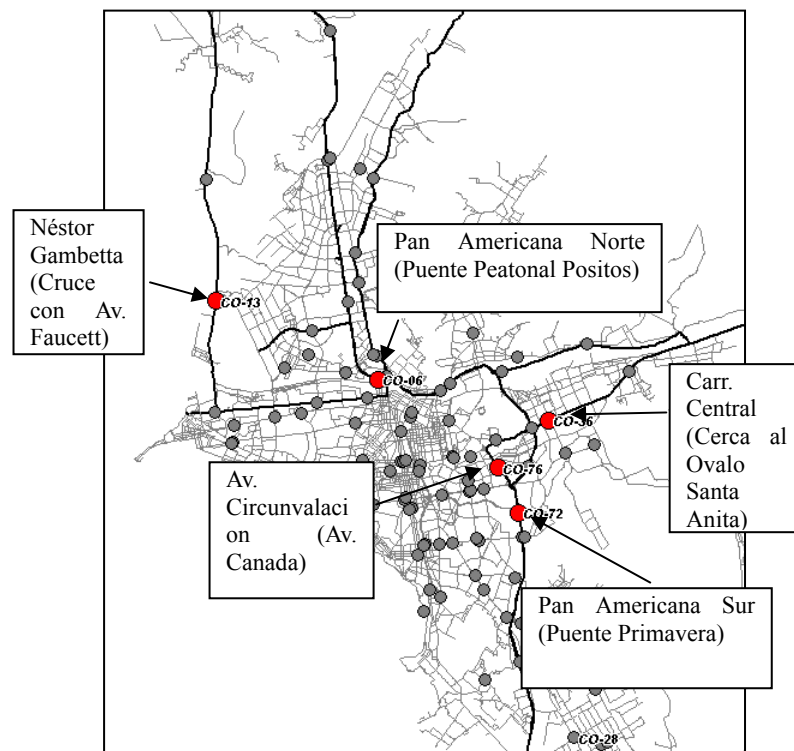 Néstor
Gambetta
(Cruce
con Av.
Faucett)
Pan Americana Norte
(Puente Peatonal Positos)
CO-13
CO-06
Carr.
Central
(Cerca al
Ovalo
Santa
Anita)
CO-36
CO-76
Av.
Circunvalaci
on (Av.
Canada)
CO-72
Pan Americana Sur
(Puente Primavera)
CO-28